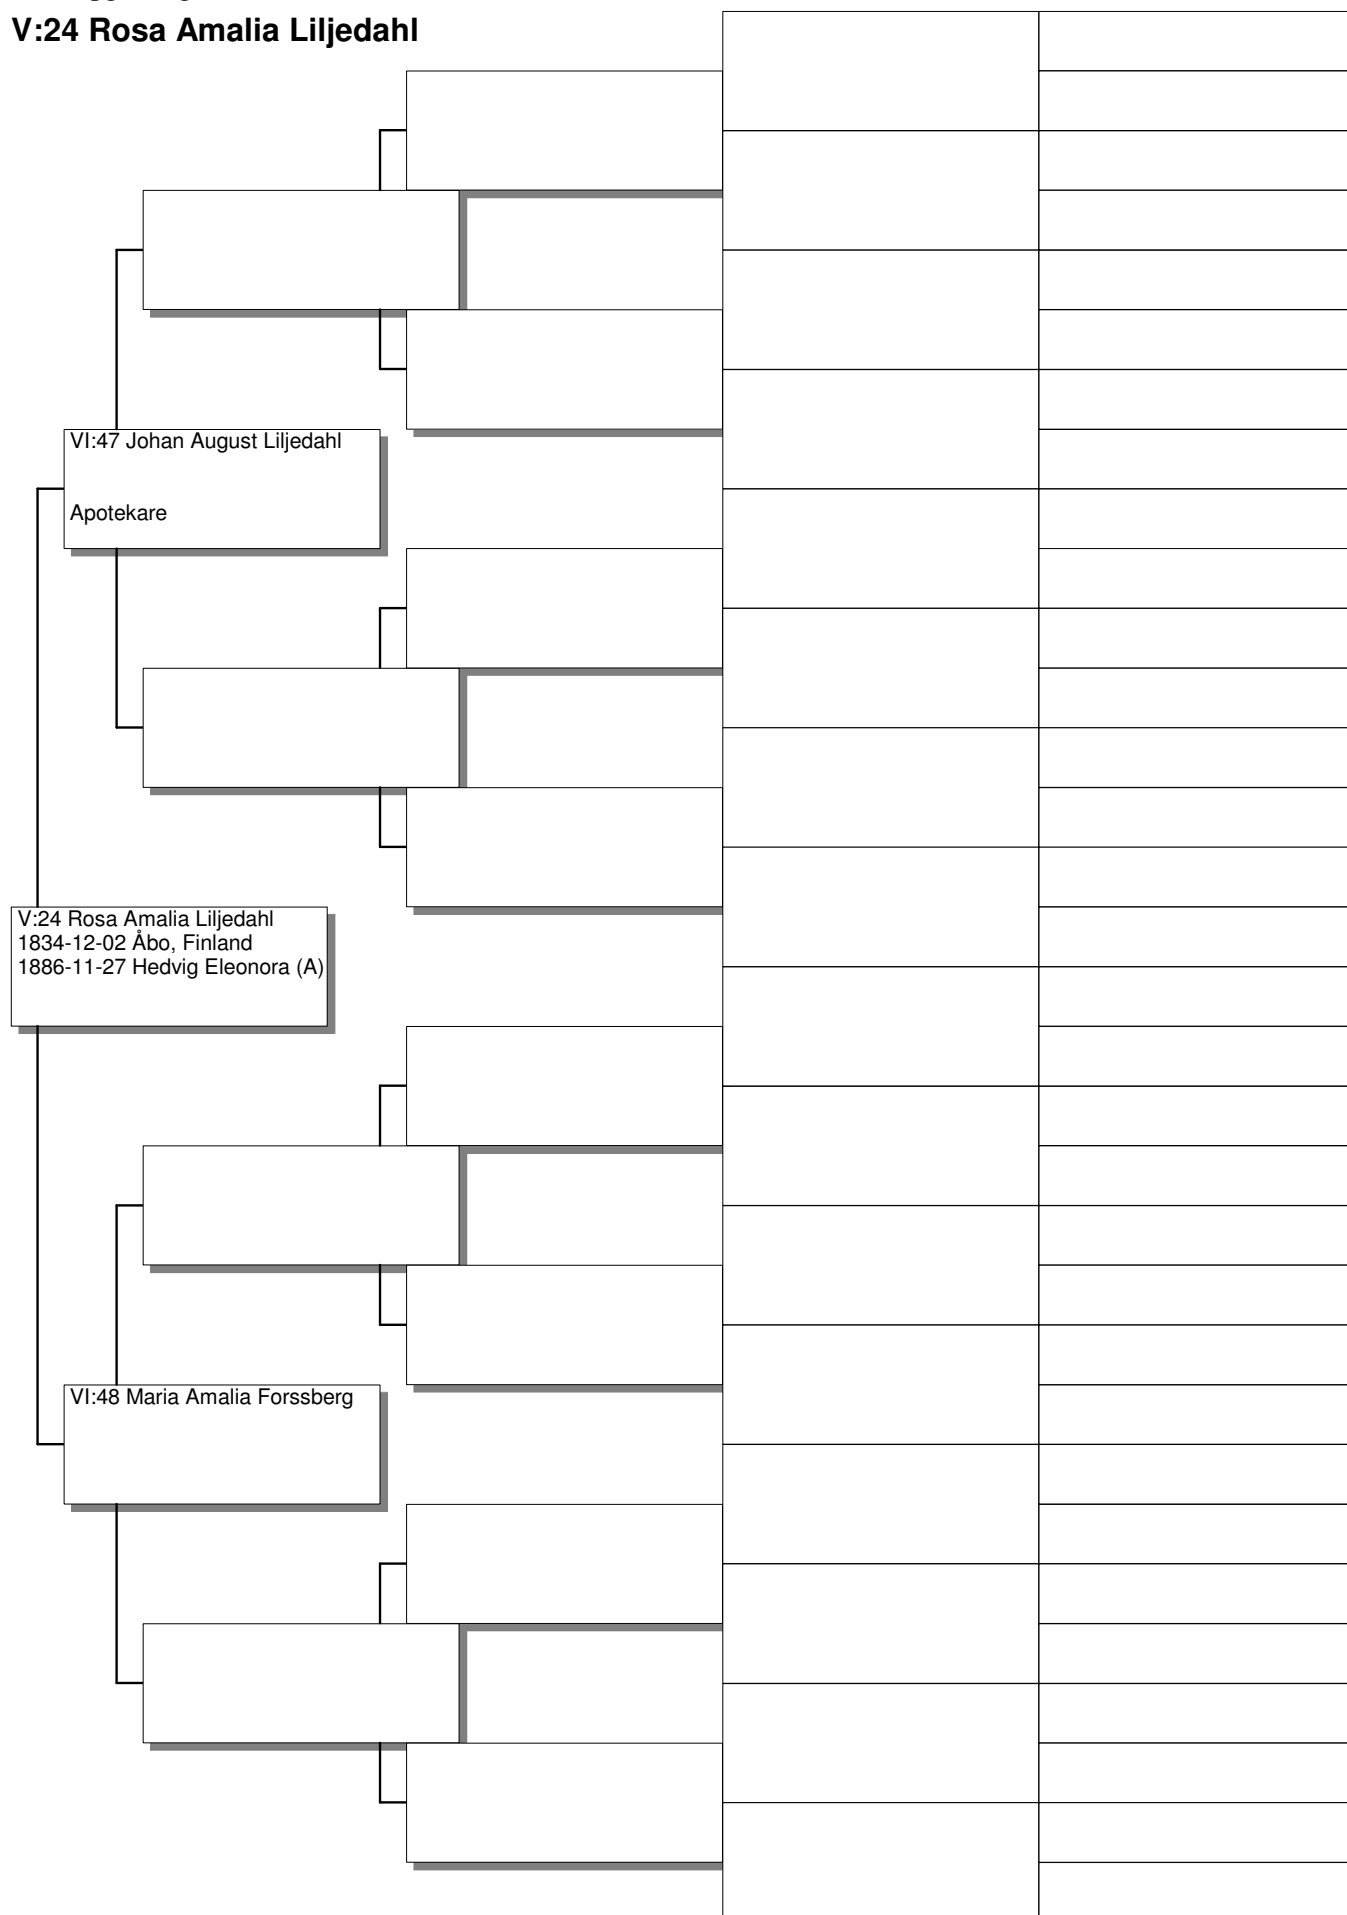 V:24 Rosa Amalia Liljedahl
VI:47 Johan August Liljedahl
Apotekare
V:24 Rosa Amalia Liljedahl
1834-12-02 Åbo, Finland
1886-11-27 Hedvig Eleonora (A)
VI:48 Maria Amalia Forssberg